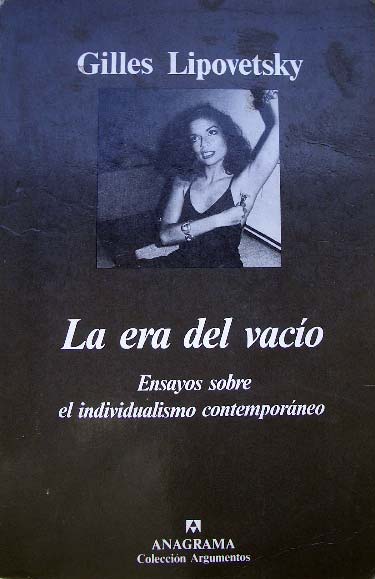 Gilles Lipovetsky
La era del vacío
Ensayos sobre
el individualismo contemporáneo
A
ANAGRAMA
Colección Argumentos